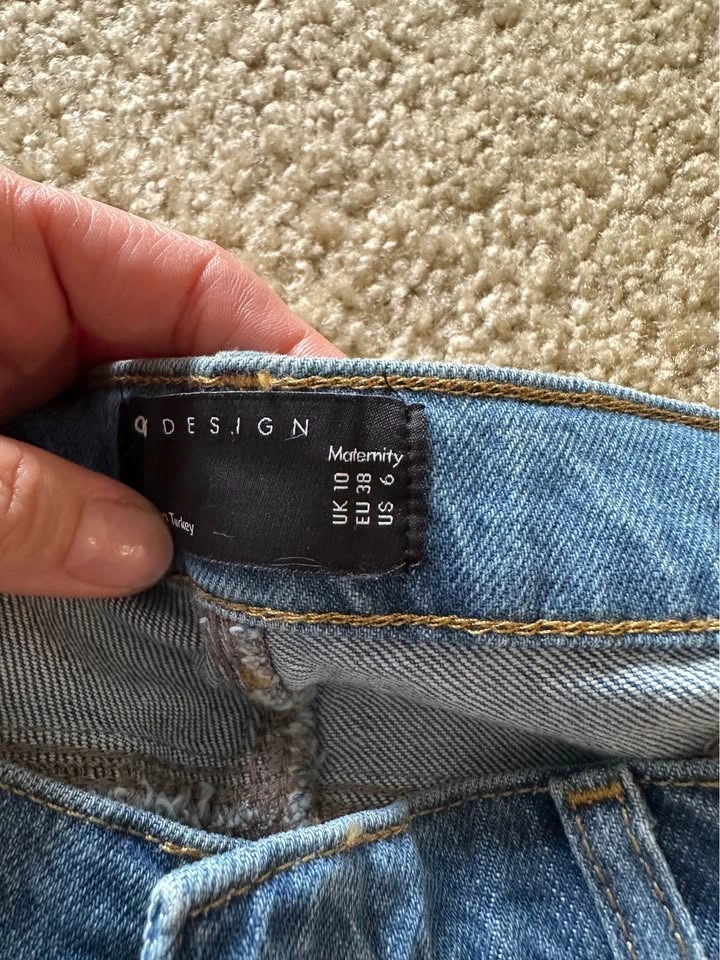 DESIGN
Maternity
UK 10
EU 38
US 6
Turkey